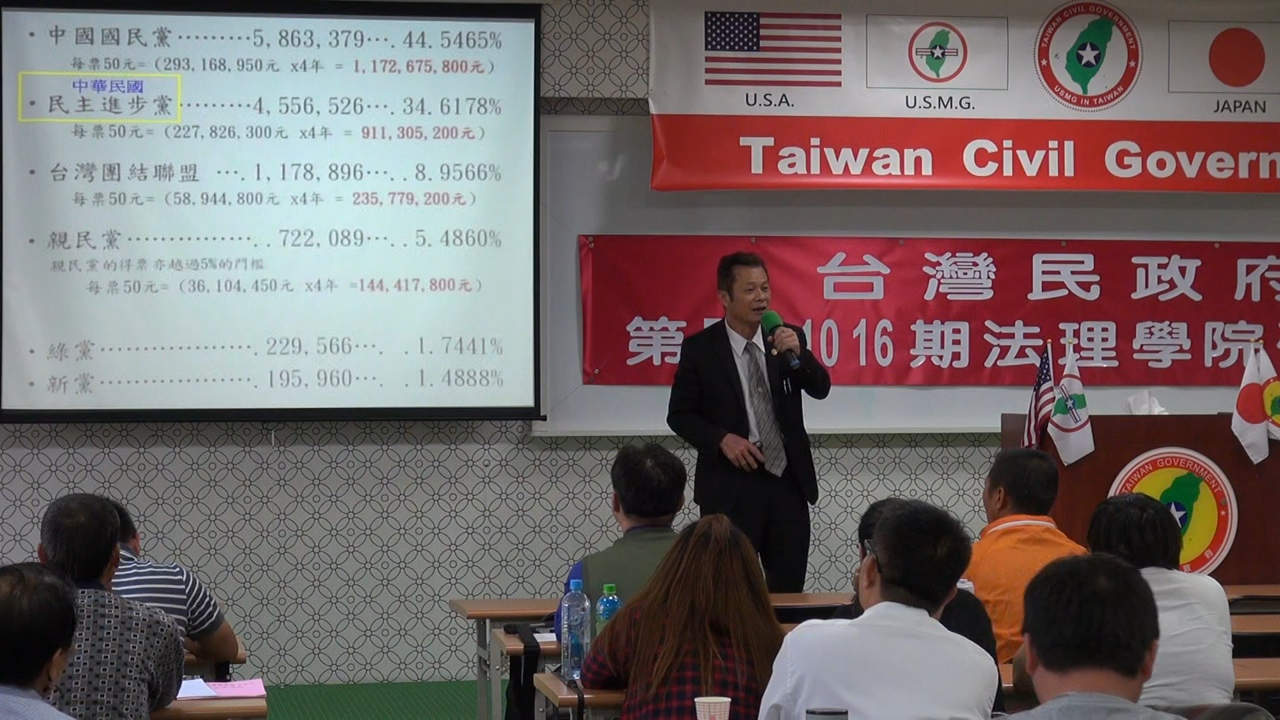 • 中國國民黨………5,863,379….44.5465%
每票50元=(293,168,950元 x4年 = 1,172,675,800元)
中華民國
• 民主進步黨………4,556,526…..34.6178%
每票50元=(227,826,300元 x4年 = 911,305,200元)
• 台灣團結聯盟 ….1,178,896…..8.9566%
每票50元=(58,944,800元 x4年 = 235,779,200元)
• 親民黨……………..722,089…..5.4860%
親民黨的得票亦越過5%的門檻
每票50元=(36,104,450元 x4年 =144,417,800元)
• 綠黨……………….229,566…..1.7441%
• 新黨……………….195,960…..1.4888%
U.S.A.
U.S.M.G.
TAIWAN CIVIL GOVERNMENT
USMG IN TAIWAN
JAPAN
Taiwan Civil Govern
台灣民政府
第 10 16 期法理學院
TAIWAN GOVERNMENT